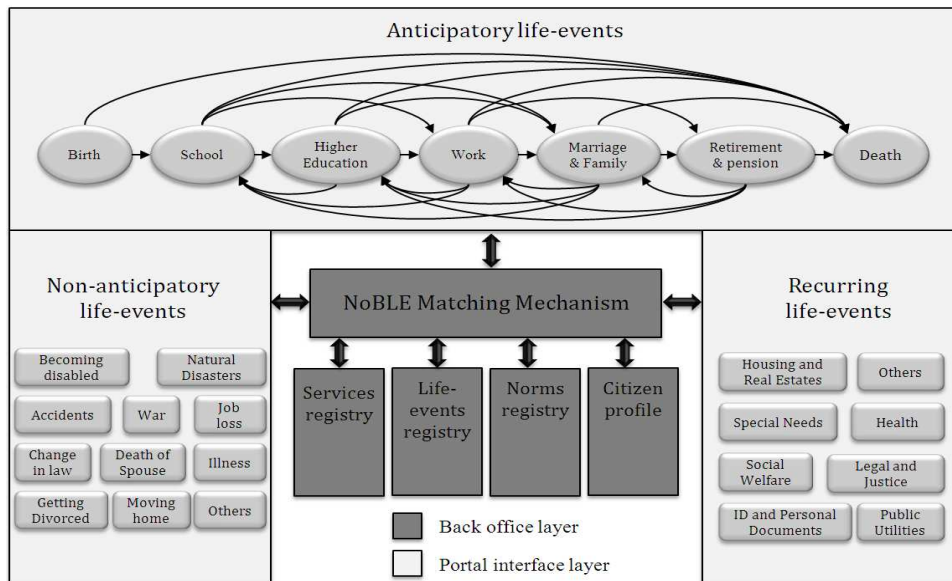 Anticipatory life-events
Birth
School
Higher
Education
Work
Marriage
& Family
Retirement
& pension
Death
Non-anticipatory
life-events
Becoming
disabled
Natural
Disasters
Accidents
War
Job
loss
Change
in law
Death of
Spouse
Illness
Getting
Divorced
Moving
home
Others
NoBLE Matching Mechanism
Services
registry
Life-
events
registry
Norms
registry
Citizen
profile
Back office layer
Portal interface layer
Recurring
life-events
Housing and
Real Estates
Others
Special Needs
Health
Social
Welfare
Legal and
Justice
ID and Personal
Documents
Public
Utilities